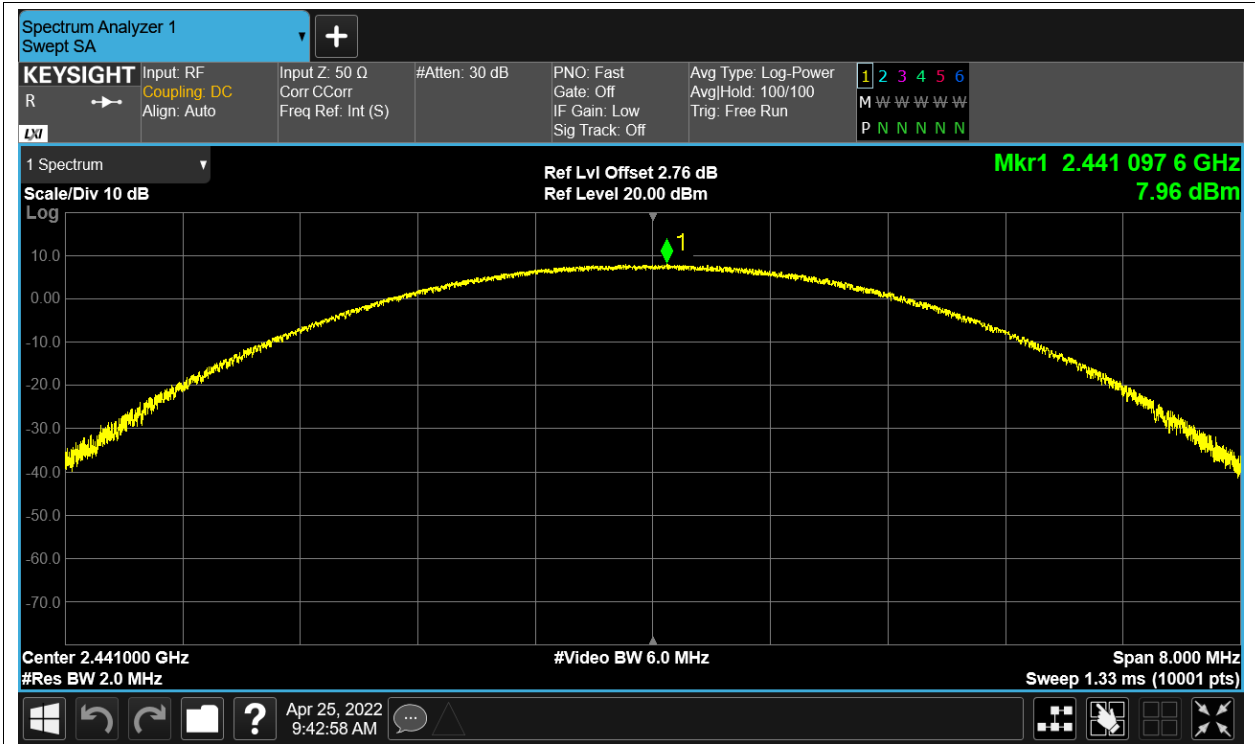 Spectrum Analyzer 1
Swept SA
KEYSIGHT
R
LXI
Input: RF
Coupling: DC
Align: Auto
Input Z: 50 Ω
Corr CCorr
Freq Ref: Int (S)
#Atten: 30 dB
PNO: Fast
Gate: Off
IF Gain: Low
Sig Track: Off
Avg Type: Log-Power
Avg|Hold: 100/100
Trig: Free Run
1 2 3 4 5 6
M W W W W W
P N N N N N
1 Spectrum
Scale/Div 10 dB
Log
Ref Lvl Offset 2.76 dB
Ref Level 20.00 dBm
Mkr1 2.441 097 6 GHz
7.96 dBm
1
10.0
0.00
-10.0
-20.0
-30.0
-40.0
-50.0
-60.0
-70.0
Center 2.441000 GHz
#Res BW 2.0 MHz
#Video BW 6.0 MHz
Span 8.000 MHz
Sweep 1.33 ms (10001 pts)
?
Apr 25, 2022
9:42:58 AM